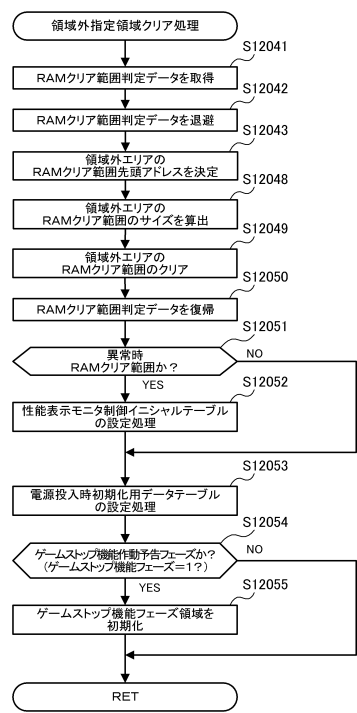 領域外指定領域クリア処理
S12041
RAMクリア範囲判定データを取得
S12042
RAMクリア範囲判定データを退避
S12043
領域外エリアの
RAMクリア範囲先頭アドレスを決定
S12048
領域外エリアの
RAMクリア範囲のサイズを算出
S12049
領域外エリアの
RAMクリア範囲のクリア
S12050
RAMクリア範囲判定データを復帰
S12051
異常時
RAMクリア範囲か?
NO
YES
S12052
性能表示モニタ制御イニシャルテーブル
の設定処理
S12053
電源投入時初期化用データテーブル
の設定処理
S12054
ゲームストップ機能作動予告フェーズか?
(ゲームストップ機能フェーズ=1?)
NO
YES
S12055
ゲームストップ機能フェーズ領域を
初期化
RET